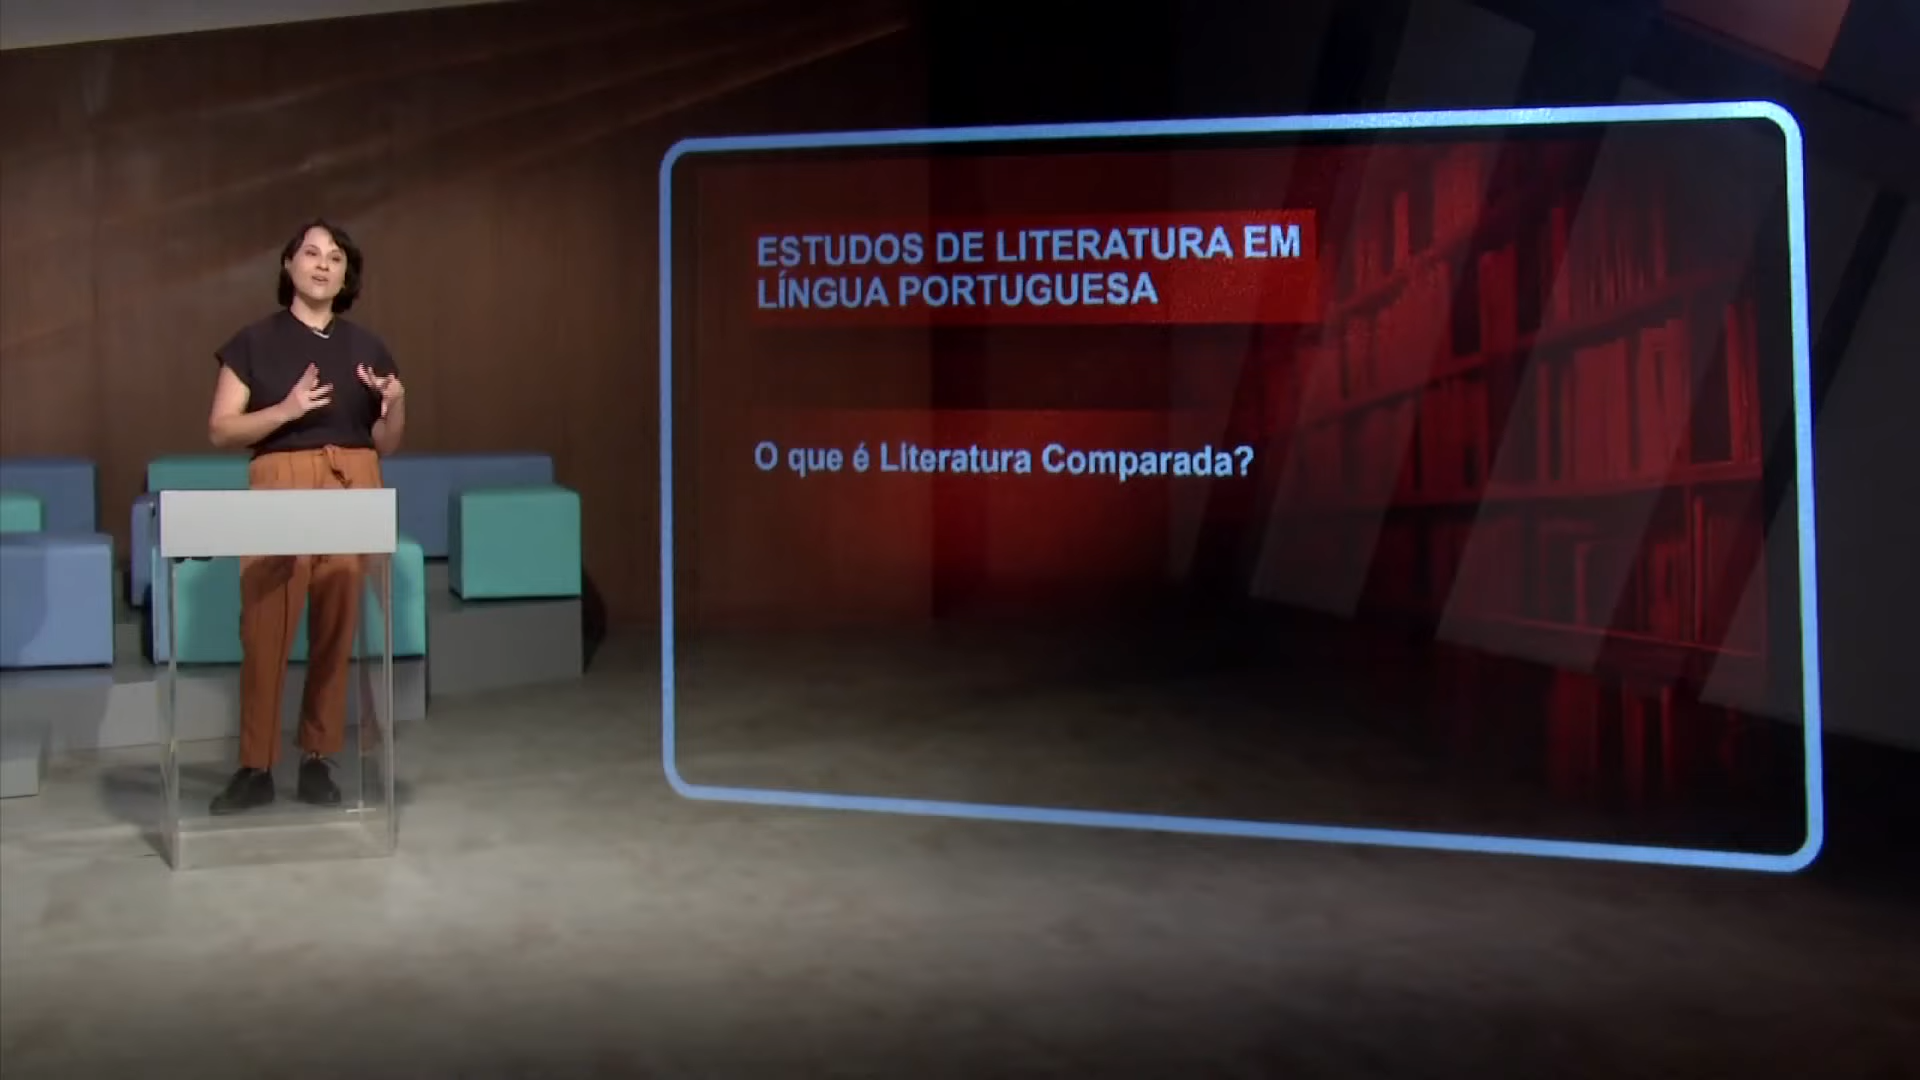 ESTUDOS DE LITERATURA EM
LÍNGUA PORTUGUESA
O que é Literatura Comparada?